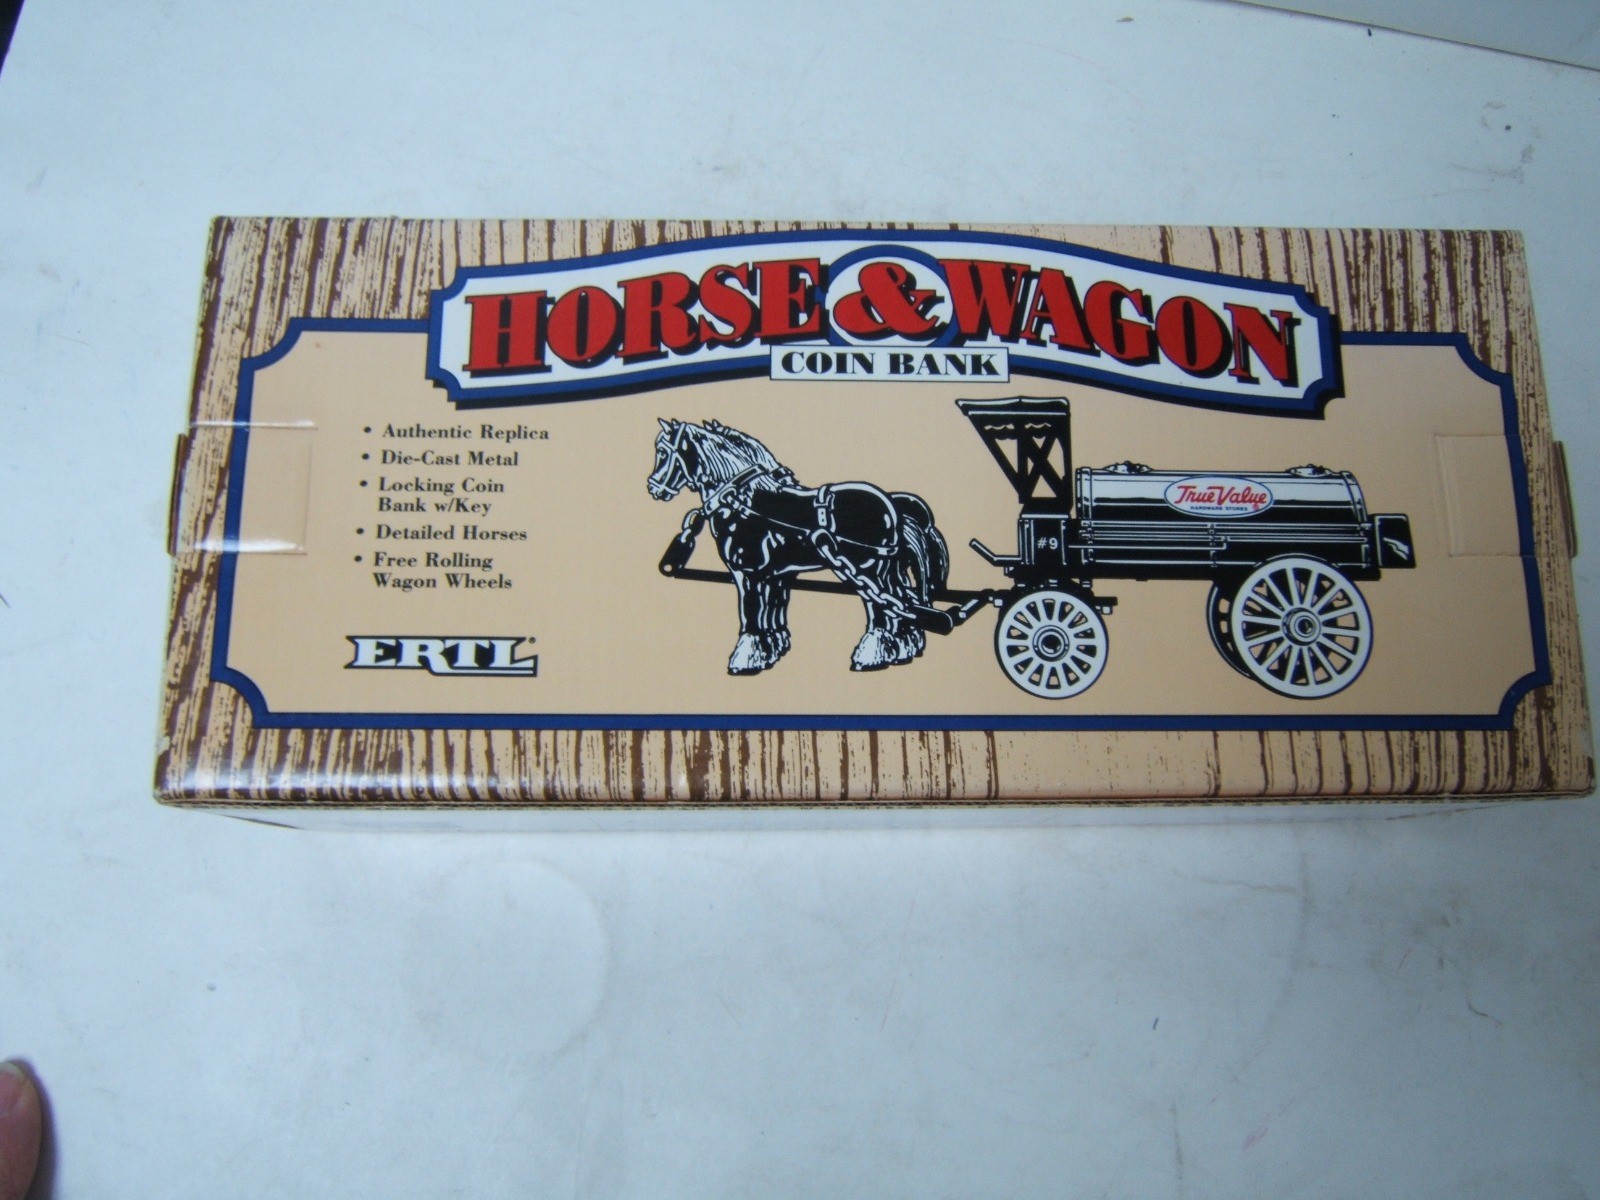 HORSE & WAGON
COIN BANK
• Authentic Replica
• Die-Cast Metal
• Locking Coin
Bank w/Key
• Detailed Horses
• Free Rolling
Wagon Wheels
ERTL®
True Value
HARDWARE STORES
#9